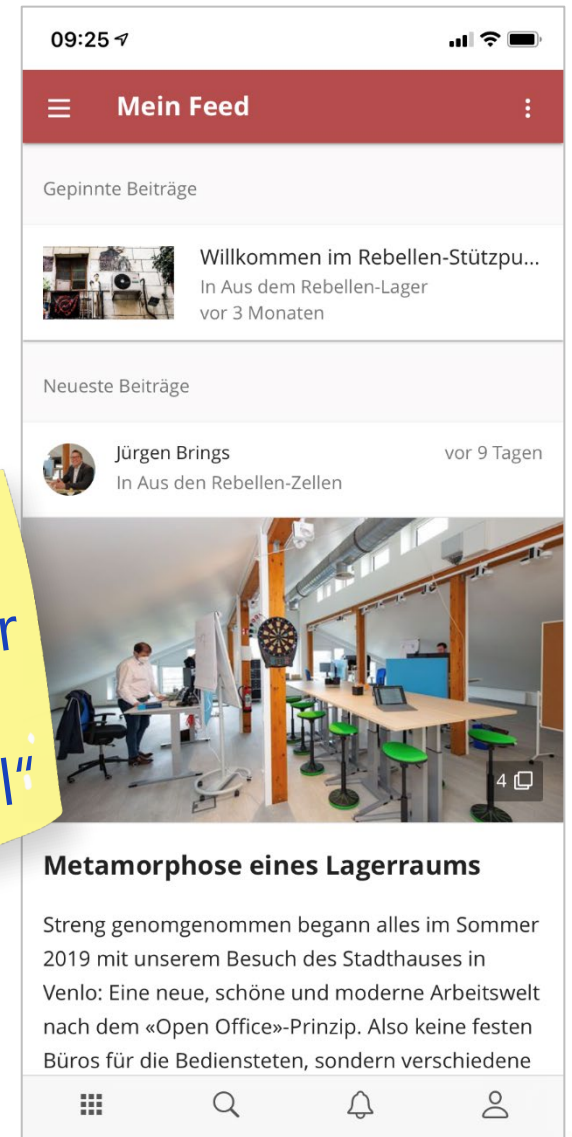 09:25
Mein Feed
Gepinnte Beiträge
Willkommen im Rebellen-Stützpu...
In Aus dem Rebellen-Lager
vor 3 Monaten
Neueste Beiträge
Jürgen Brings
vor 9 Tagen
In Aus den Rebellen-Zellen
4
Metamorphose eines Lagerraums
Streng genomgenommen begann alles im Sommer
2019 mit unserem Besuch des Stadthauses in
Venlo: Eine neue, schöne und moderne Arbeitswelt
nach dem «Open Office»-Prinzip. Also keine festen
Büros für die Bediensteten, sondern verschiedene